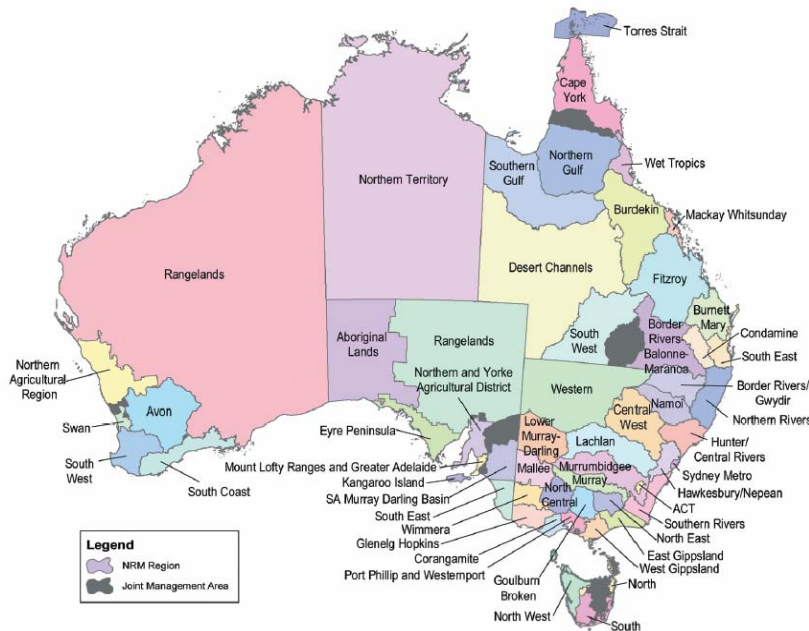 Torres Strait
Cape
York
Northern
Gulf
Southern
Gulf
Wet Tropics
Northern Territory
Burdekin
Mackay Whitsunday
Rangelands
Desert Channels
Fitzroy
Burnett
Mary
South
West
Border
Rivers-
Balonne-
Maranoa
Condamine
South East
Aboriginal
Lands
Rangelands
Northern and Yorke
Agricultural District
Western
Border Rivers/
Gwydir
Namoi
Northern Rivers
Northern
Agricultural
Region
Avon
Swan
South
West
South Coast
Eyre Peninsula
Central
West
Lower
Murray-
Darling
Lachlan
Hunter/
Central Rivers
Mount Lofty Ranges and Greater Adelaide
Mallee
Murrumbidgee
Murray
Sydney Metro
Kangaroo Island
Hawkesbury/Nepean
SA Murray Darling Basin
North
Central
ACT
South East
Southern Rivers
Wimmera
North East
Glenelg Hopkins
East Gippsland
Corangamite
West Gippsland
Port Phillip and Westernport
Goulburn
Broken
North
North West
South
Legend
NRM Region
Joint Management Area